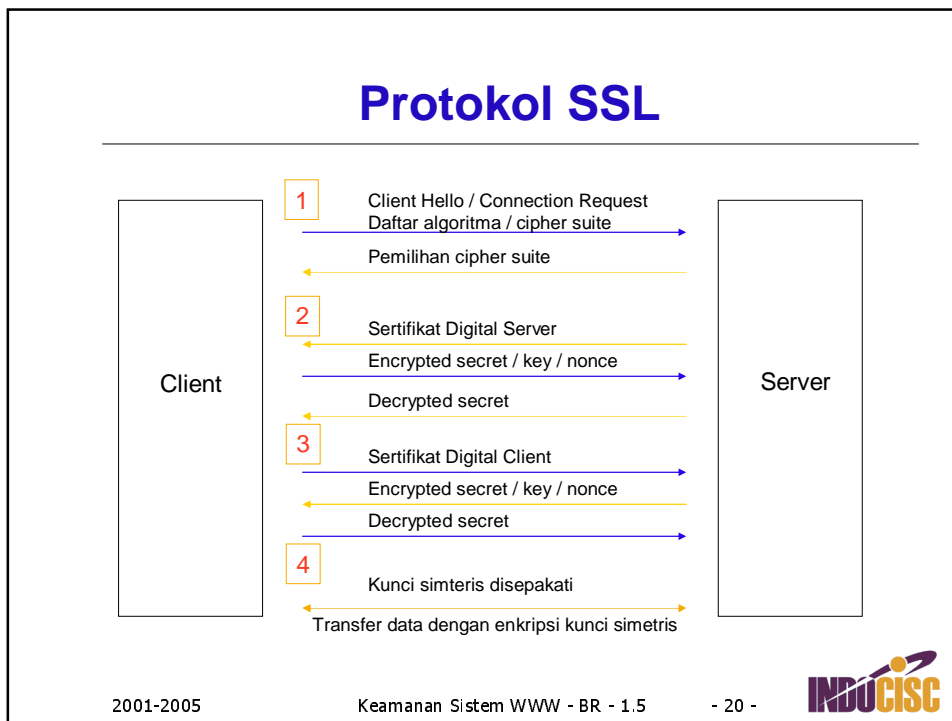 Protokol SSL
1
Client Hello / Connection Request
Daftar algoritma / cipher suite
Pemilihan cipher suite
2
Sertifikat Digital Server
Encrypted secret / key / nonce
Client
Server
Decrypted secret
3
Sertifikat Digital Client
Encrypted secret / key / nonce
Decrypted secret
4
Kunci simteris disepakati
Transfer data dengan enkripsi kunci simetris
2001-2005
Keamanan Sistem WWW - BR - 1.5
- 20 -
INDOCISC